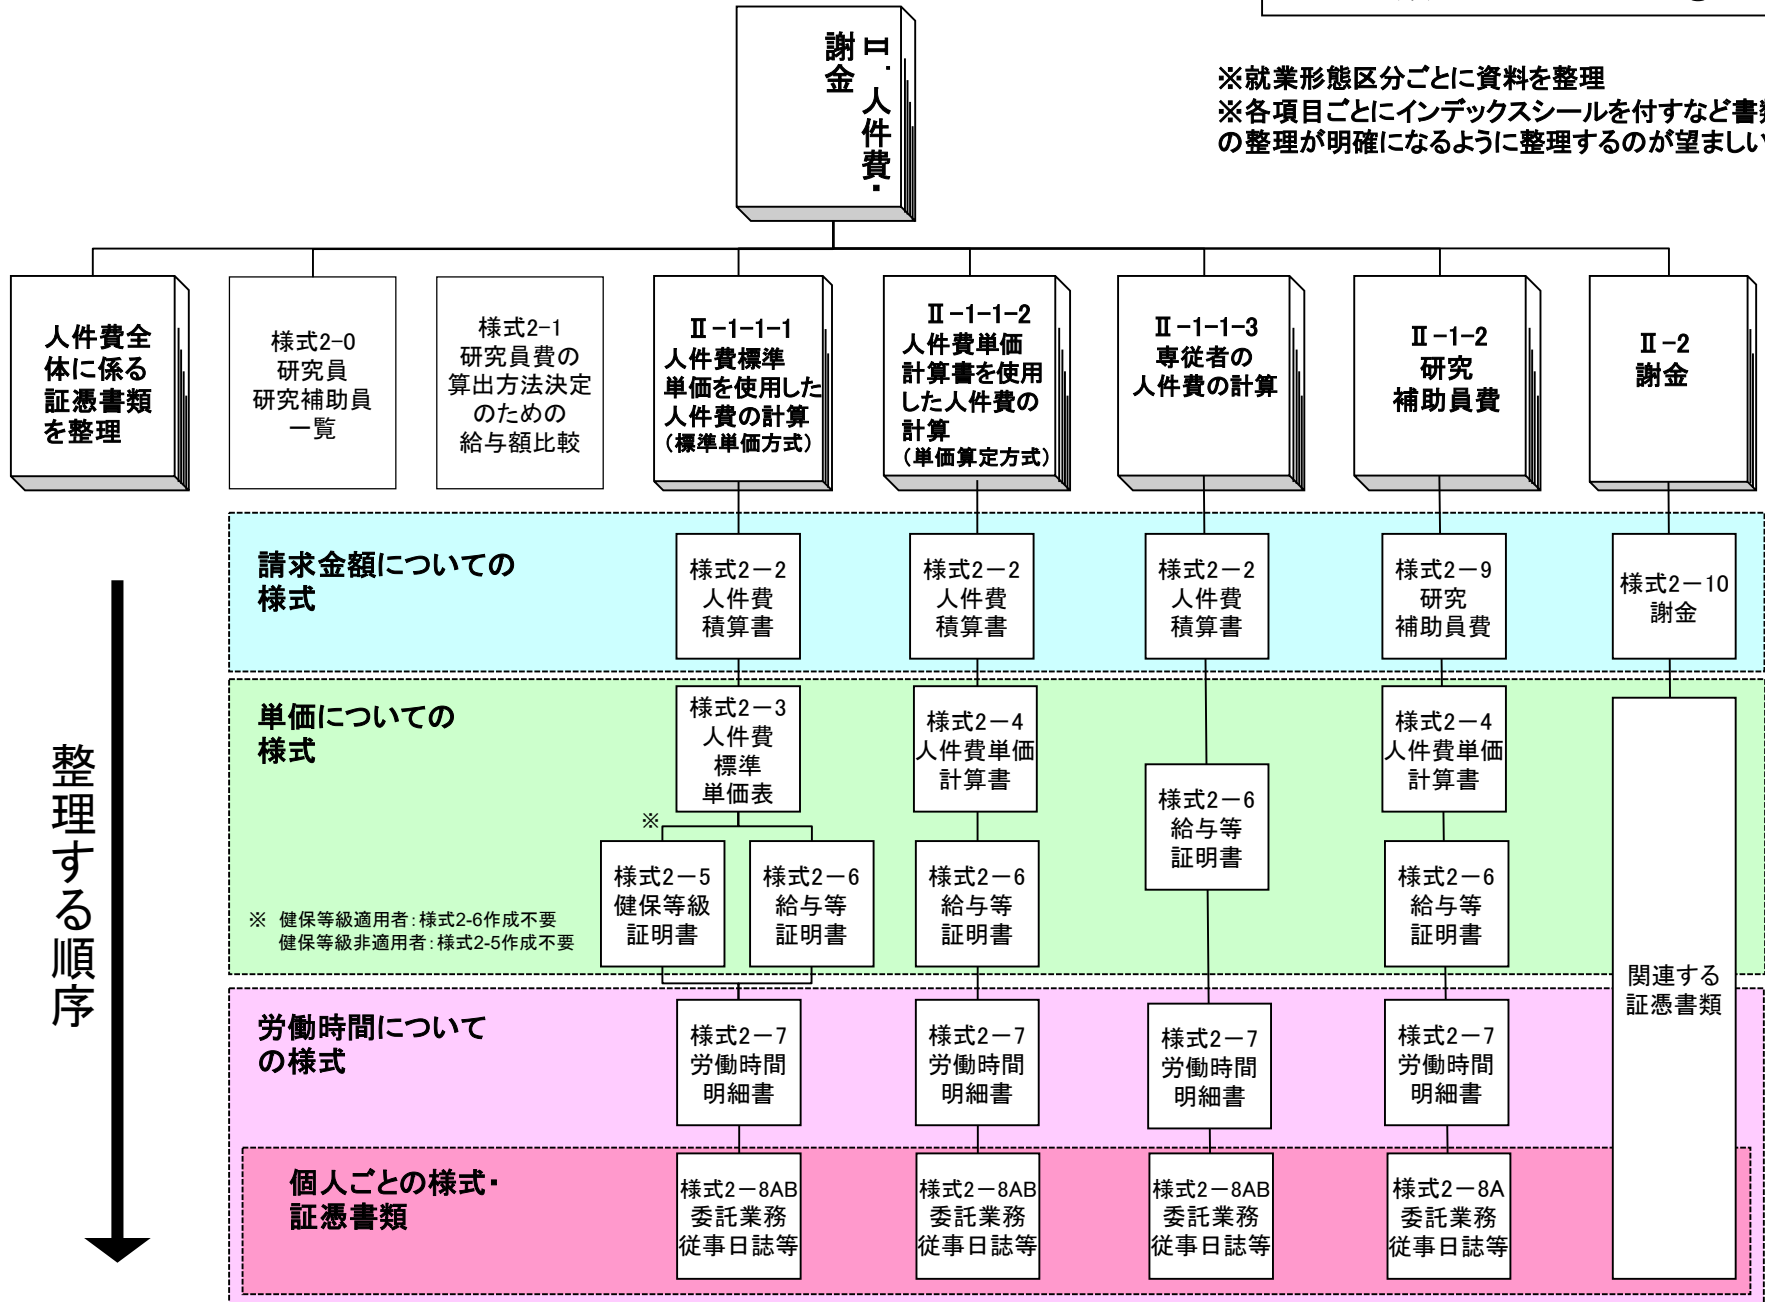 Ⅱ．人件費・
謝金
※就業形態区分ごとに資料を整理
※各項目ごとにインデックスシールを付すなど書類
の整理が明確になるように整理するのが望ましい
人件費全
体に係る
証憑書類
を整理
様式2-0
研究員
研究補助員
一覧
様式2-1
研究員費の
算出方法決定
のための
給与額比較
Ⅱ-1-1-1
人件費標準
単価を使用した
人件費の計算
（標準単価方式）
Ⅱ-1-1-2
人件費単価
計算書を使用
した人件費の
計算
（単価算定方式）
Ⅱ-1-1-3
専従者の
人件費の計算
Ⅱ-1-2
研究
補助員費
Ⅱ-2
謝金
整理する順序
請求金額についての
様式
様式2－2
人件費
積算書
様式2－2
人件費
積算書
様式2－2
人件費
積算書
様式2－9
研究
補助員費
様式2－10
謝金
単価についての
様式
様式2－3
人件費
標準
単価表
様式2－4
人件費単価
計算書
様式2－6
給与等
証明書
様式2－4
人件費単価
計算書
※
様式2－5
健保等級
証明書
様式2－6
給与等
証明書
様式2－6
給与等
証明書
様式2－6
給与等
証明書
※ 健保等級適用者：様式2-6作成不要
健保等級非適用者：様式2-5作成不要
関連する
証憑書類
労働時間について
の様式
様式2－7
労働時間
明細書
様式2－7
労働時間
明細書
様式2－7
労働時間
明細書
様式2－7
労働時間
明細書
個人ごとの様式・
証憑書類
様式2－8AB
委託業務
従事日誌等
様式2－8AB
委託業務
従事日誌等
様式2－8AB
委託業務
従事日誌等
様式2－8A
委託業務
従事日誌等